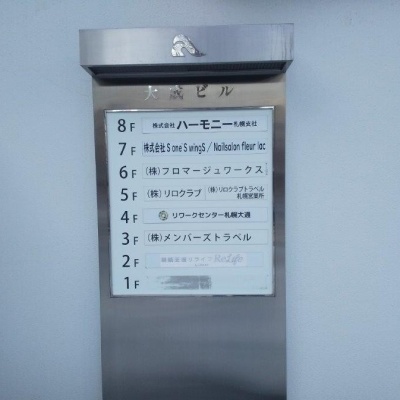 大成ビル
8F 株式会社 ハーモニー 札幌支社
7F 株式会社 S one S wingS / Nailsalon fleur lac
6F (株)フロマージュワークス
5F (株)リロクラブ (株)リロクラブトラベル
札幌営業所
4F リワークセンター札幌大通
3F (株)メンバーズトラベル
2F ReLife
1F